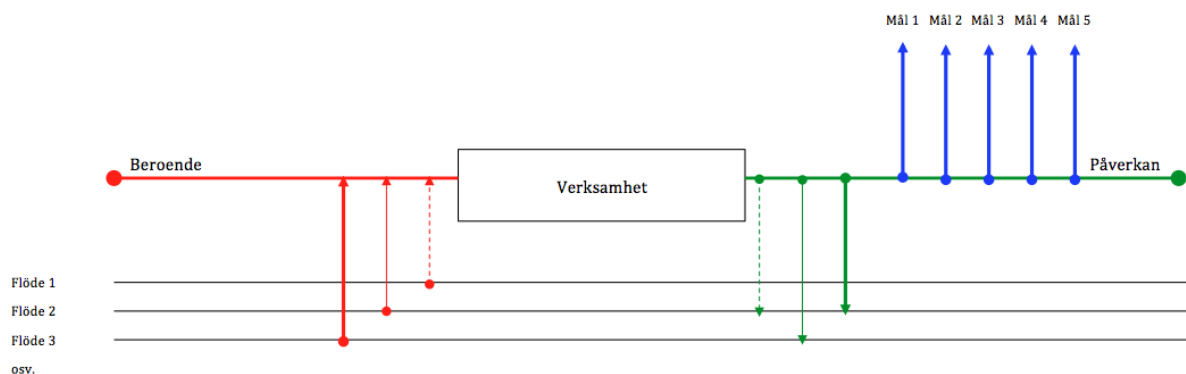 Mål 1 Mål 2 Mål 3 Mål 4 Mål 5
Beroende
Verksamhet
Påverkan
Flöde 1
Flöde 2
Flöde 3
osv.